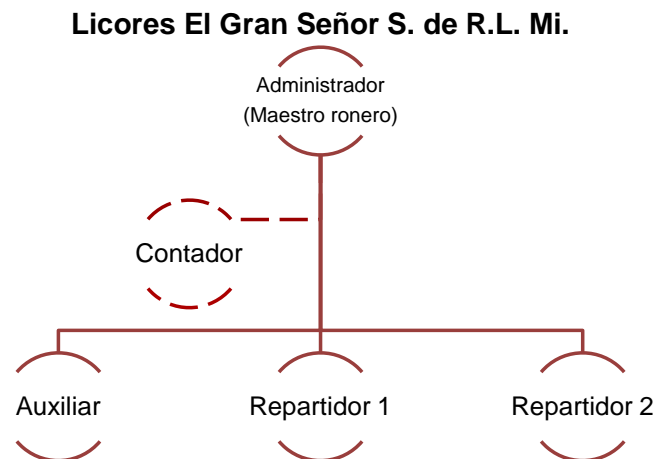 Licores El Gran Señor S. de R.L. Mi.
Administrador
(Maestro ronero)
Contador
Auxiliar
Repartidor 1
Repartidor 2